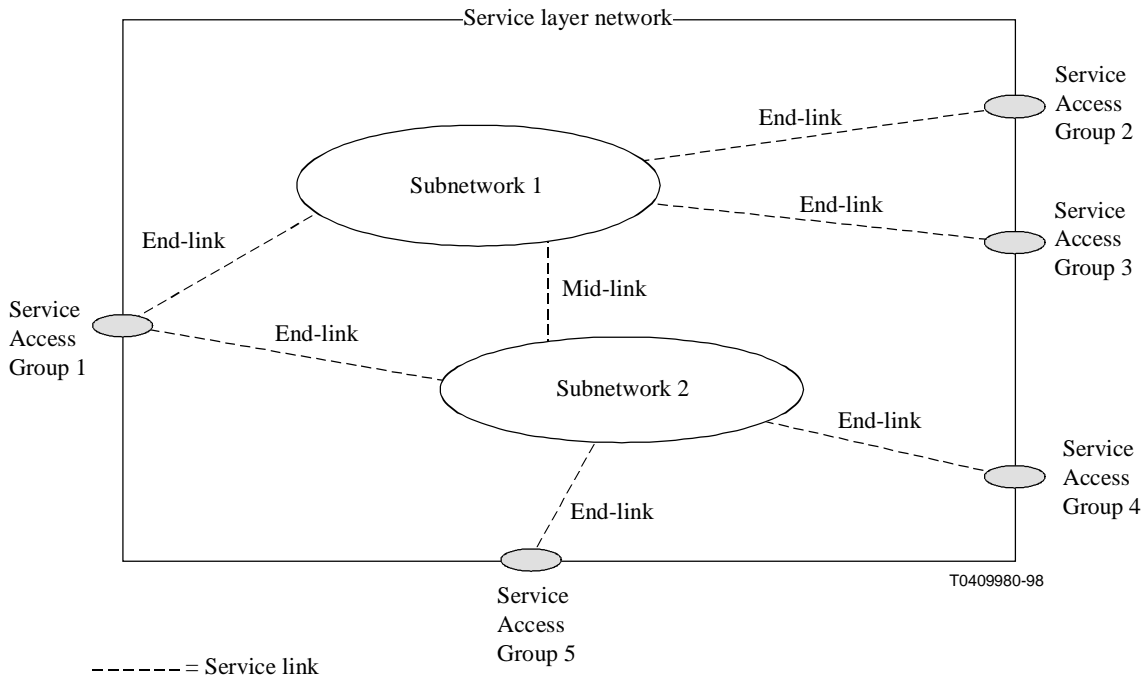 Service layer network
Service
Access
Group 2
End-link
Subnetwork 1
End-link
Service
Access
Group 3
End-link
Mid-link
Service
Access
Group 1
End-link
Subnetwork 2
End-link
Service
Access
Group 4
End-link
T0409980-98
Service
Access
Group 5
= Service link